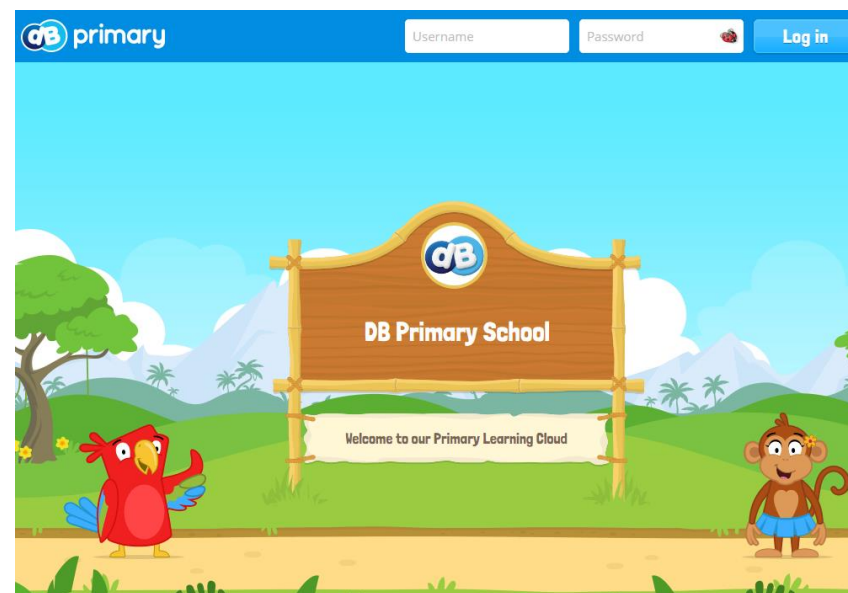 dB primary
Username
Password
Log in
dB
DB Primary School
Welcome to our Primary Learning Cloud